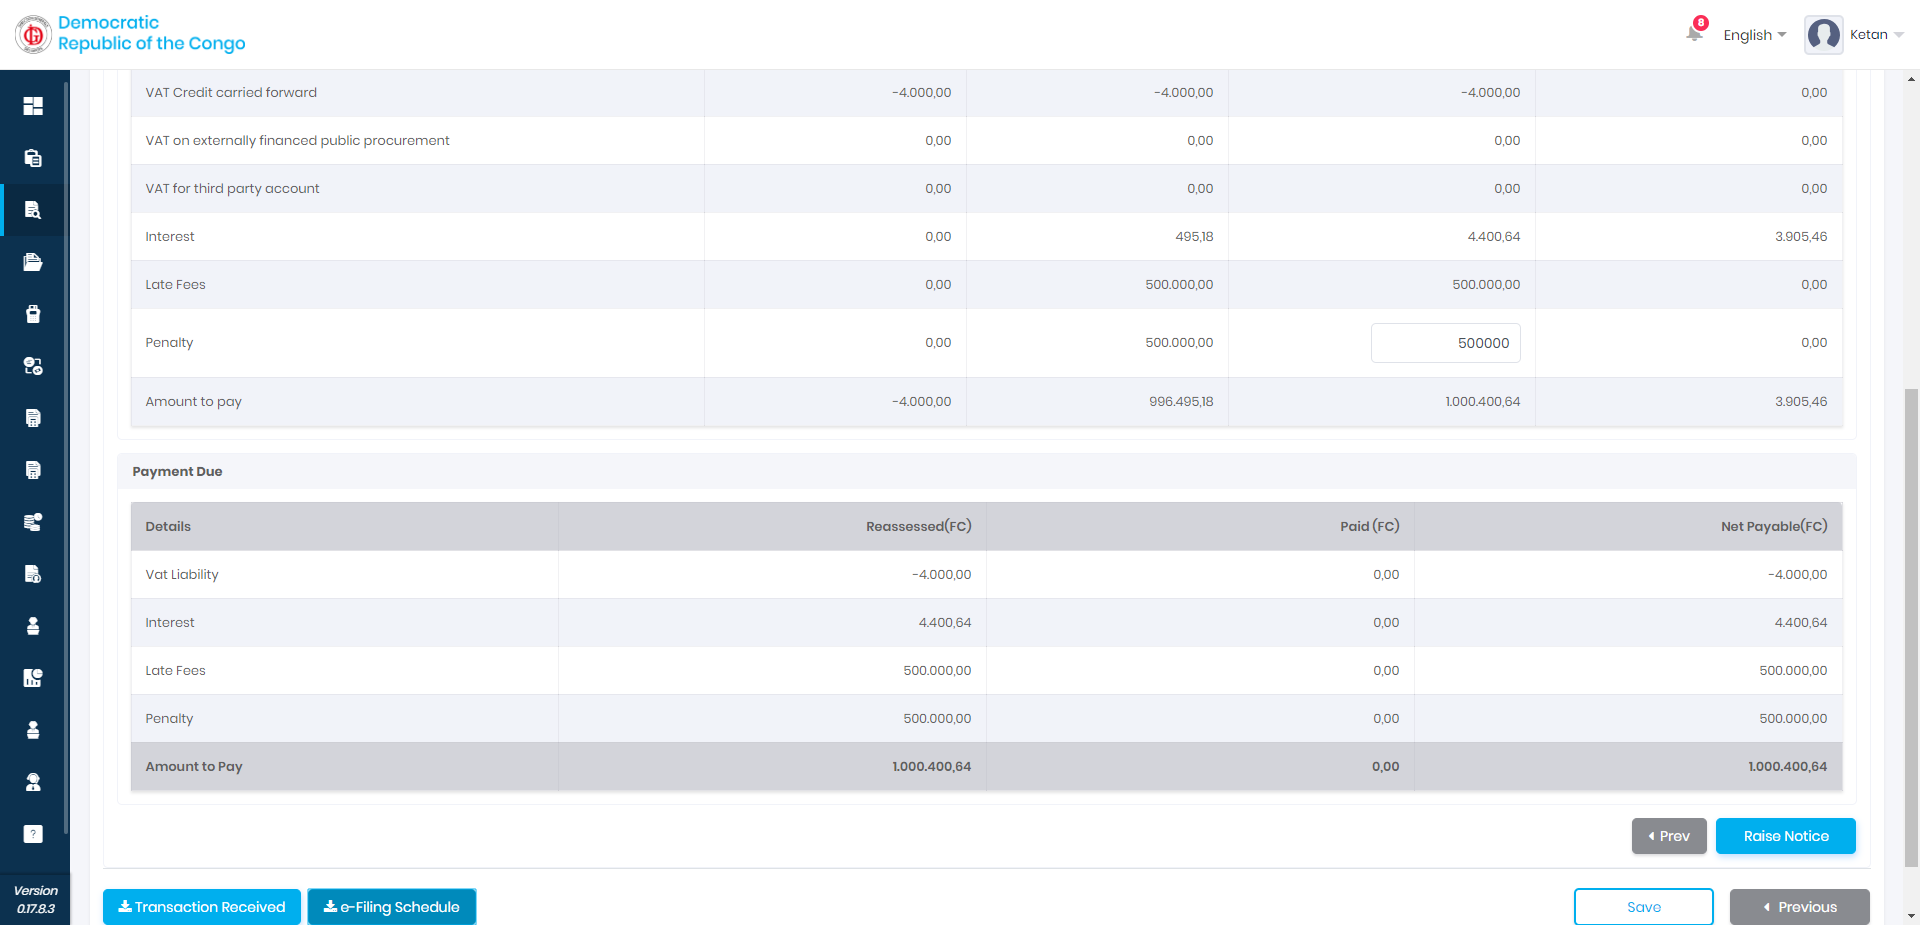 Democratic
Republic of the Congo
8
English
Ketan
VAT Credit carried forward -4.000,00 -4.000,00 -4.000,00 0,00
VAT on externally financed public procurement 0,00 0,00 0,00 0,00
VAT for third party account 0,00 0,00 0,00 0,00
Interest 0,00 495,18 4.400,64 3.905,46
Late Fees 0,00 500.000,00 500.000,00 0,00
Penalty 0,00 500.000,00 500000 0,00
Amount to pay -4.000,00 996.495,18 1.000.400,64 3.905,46
Payment Due
Details Reassessed(FC) Paid (FC) Net Payable(FC)
Vat Liability -4.000,00 0,00 -4.000,00
Interest 4.400,64 0,00 4.400,64
Late Fees 500.000,00 0,00 500.000,00
Penalty 500.000,00 0,00 500.000,00
Amount to Pay 1.000.400,64 0,00 1.000.400,64
Prev
Raise Notice
Version
0.17.8.3
Transaction Received
e-Filing Schedule
Save
Previous